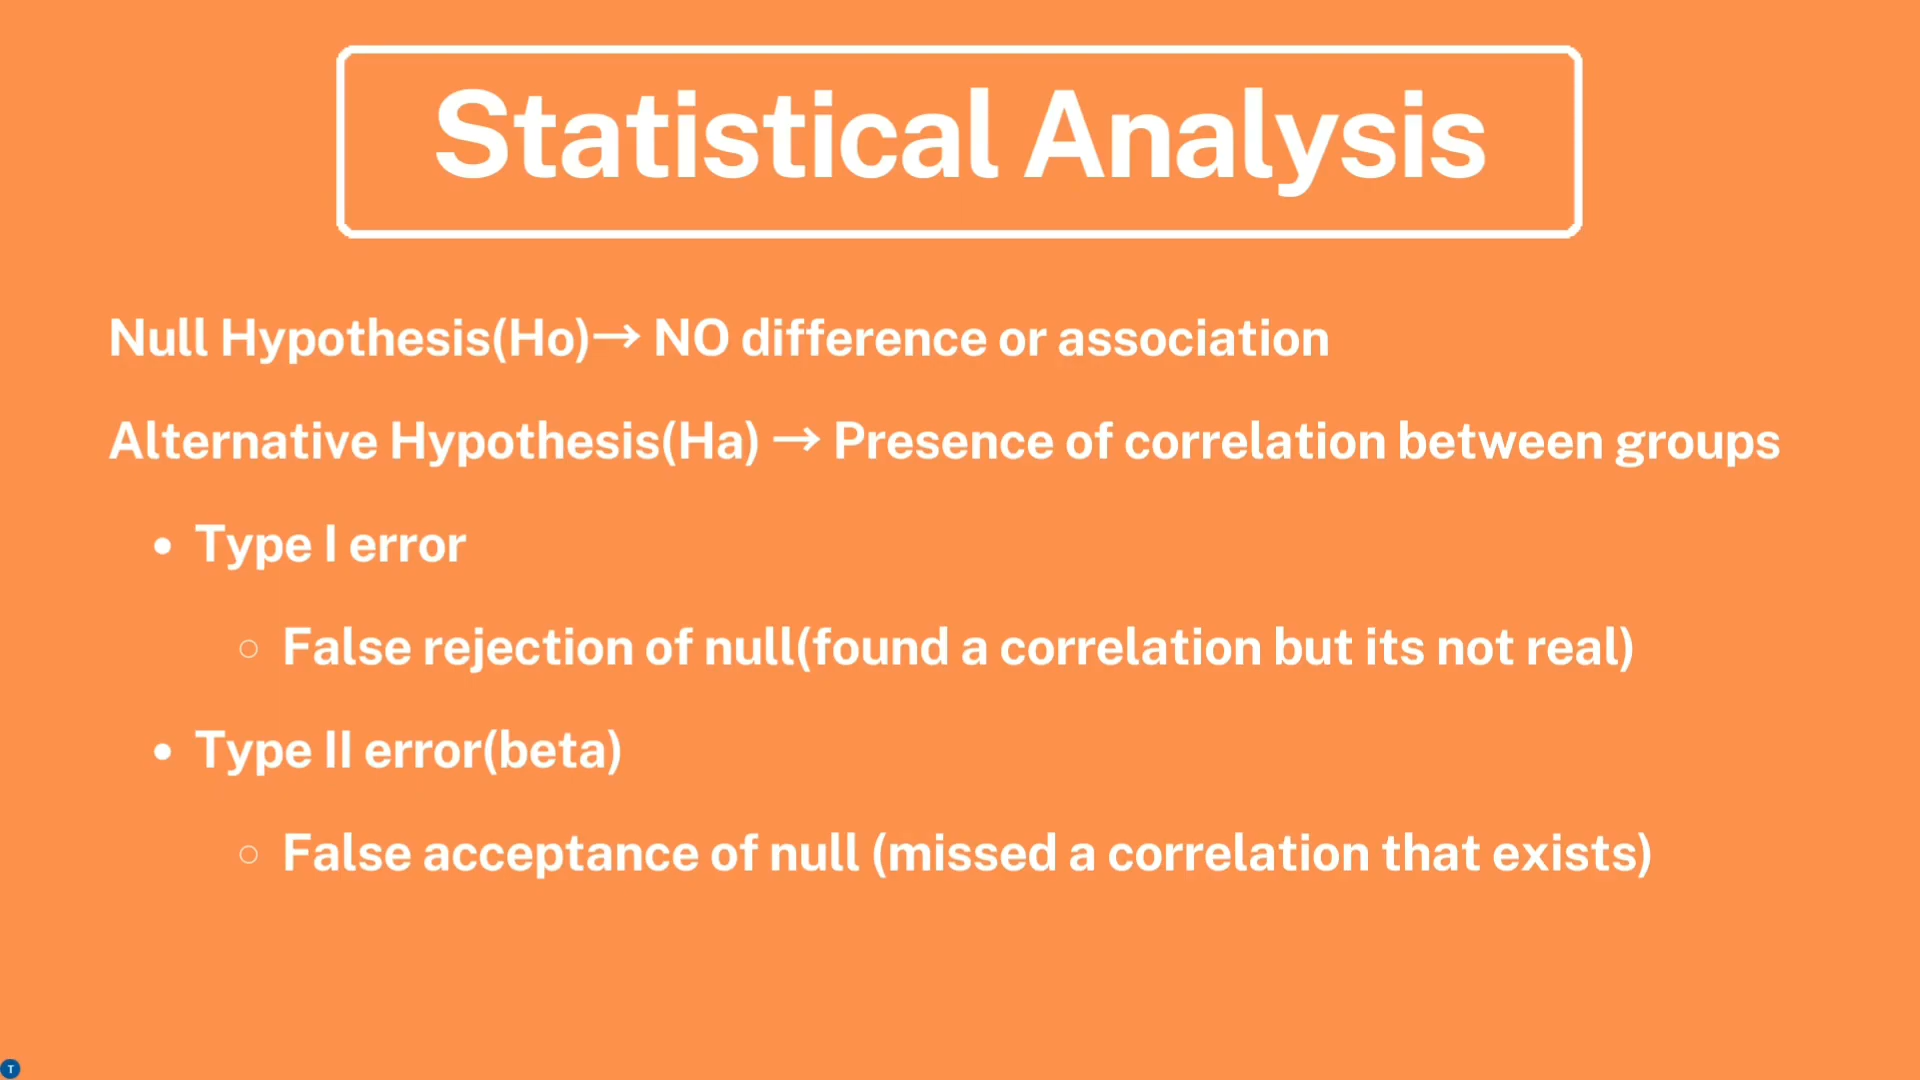 Statistical Analysis
Null Hypothesis(Ho)→ NO difference or association
Alternative Hypothesis(Ha) → Presence of correlation between groups
• Type I error
○ False rejection of null(found a correlation but its not real)
• Type II error(beta)
○ False acceptance of null (missed a correlation that exists)
T